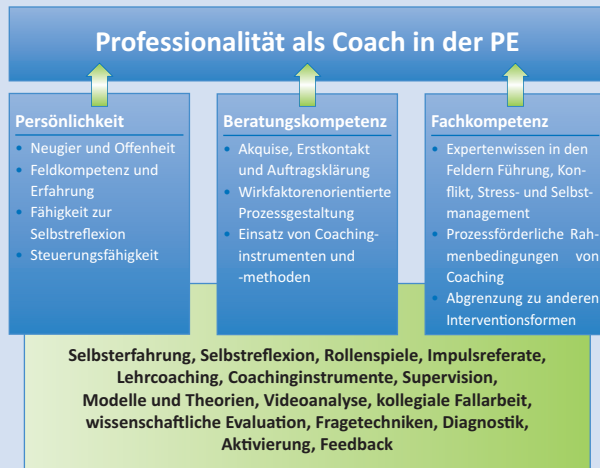 Professionalität als Coach in der PE
Persönlichkeit
• Neugier und Offenheit
• Feldkompetenz und
Erfahrung
• Fähigkeit zur
Selbstreflexion
• Steuerungsfähigkeit
Beratungskompetenz
• Akquise, Erstkontakt
und Auftragsklärung
• Wirkfaktorenorientierte
Prozessgestaltung
• Einsatz von Coaching-
instrumenten und
-methoden
Fachkompetenz
• Expertenwissen in den
Feldern Führung, Kon-
flikt, Stress- und Selbst-
management
• Prozessförderliche Rah-
menbedingungen von
Coaching
• Abgrenzung zu anderen
Interventionsformen
Selbsterfahrung, Selbstreflexion, Rollenspiele, Impulsreferate,
Lehrcoaching, Coachinginstrumente, Supervision,
Modelle und Theorien, Videoanalyse, kollegiale Fallarbeit,
wissenschaftliche Evaluation, Fragetechniken, Diagnostik,
Aktivierung, Feedback